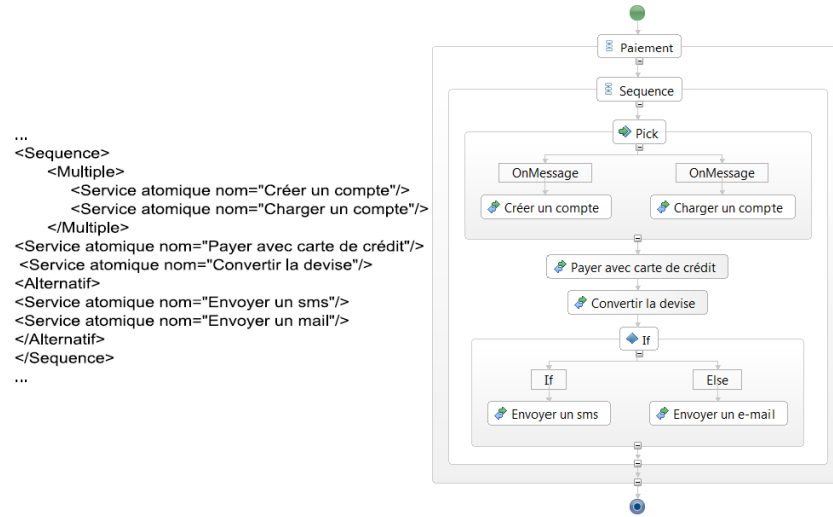 ...
<Sequence>
<Multiple>
<Service atomique nom="Créer un compte"/>
<Service atomique nom="Charger un compte"/>
</Multiple>
<Service atomique nom="Payer avec carte de crédit"/>
<Service atomique nom="Convertir la devise"/>
<Alternatif>
<Service atomique nom="Envoyer un sms"/>
<Service atomique nom="Envoyer un mail"/>
</Alternatif>
</Sequence>
...
Paiement
Sequence
Pick
OnMessage
OnMessage
Créer un compte
Charger un compte
Payer avec carte de crédit
Convertir la devise
If
If
Else
Envoyer un sms
Envoyer un e-mail